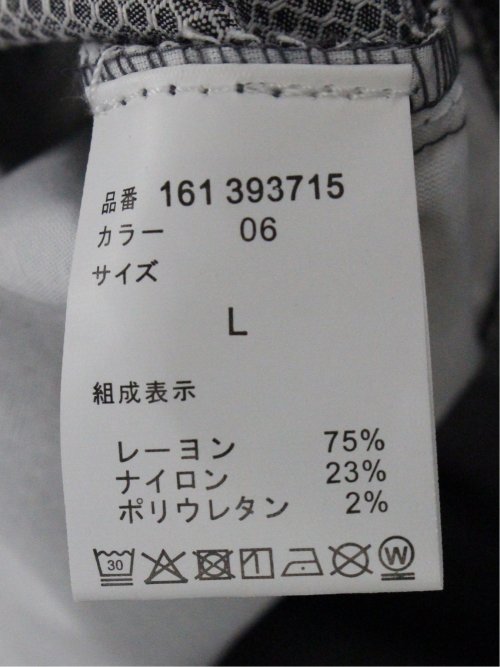 品番 161 393715
カラー 06
サイズ
L
組成表示
レーヨン 75%
ナイロン 23%
ポリウレタン 2%
30 W